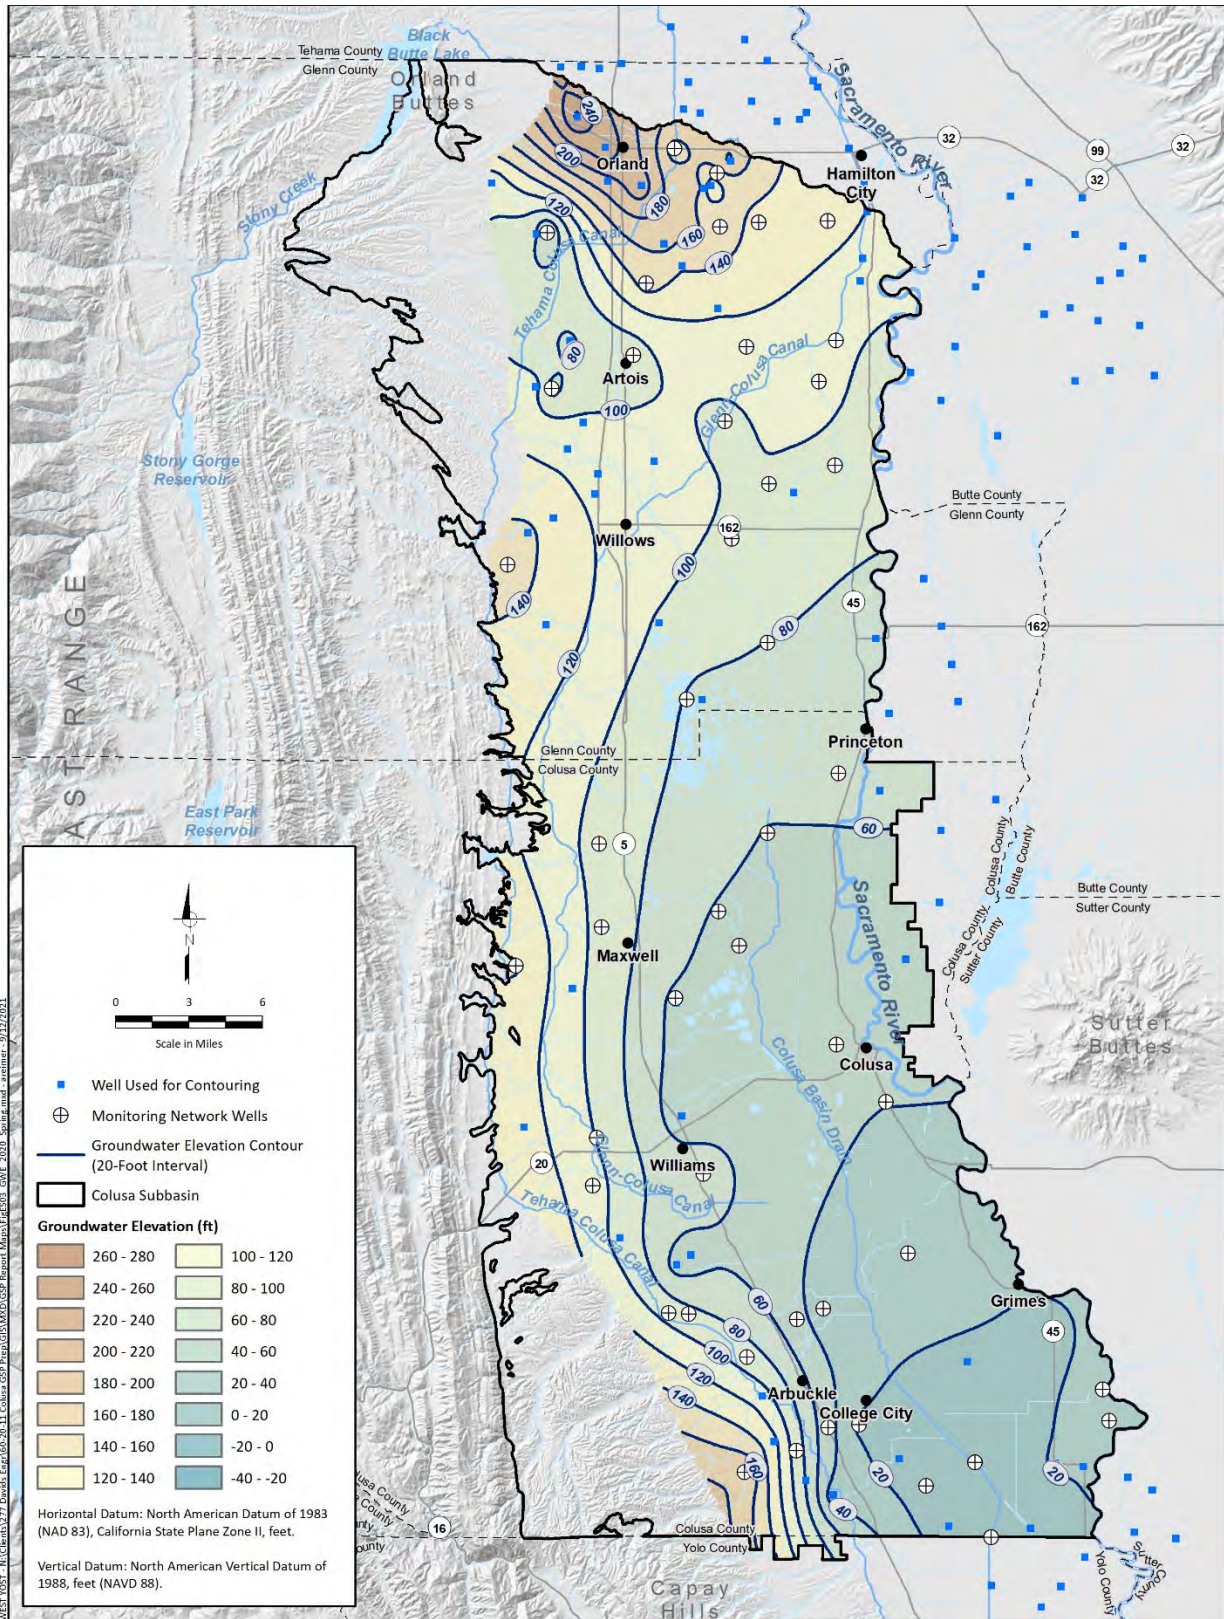 Black
Butte Lake
Tehama County
Glenn County
Orland
Buttes
Sacramento River
240
200
Orland
32
99
32
32
Hamilton
City
Stony Creek
120
180
160
140
Tehama Colusa Canal
Tehama Colusa Canal
80
Artois
100
Glenn-Colusa Canal
Stony Gorge
Reservoir
Butte County
Glenn County
Willows
162
100
140
45
80
162
120
AST RANGE
Princeton
Glenn County
Colusa County
East Park
Reservoir
60
5
Colusa County
Butte County
Butte County
Sutter County
Colusa County
Sutter County
Sacramento River
Maxwell
Sutter
Buttes
Colusa
Colusa Basin Drain
Williams
20
Glenn-Colusa Canal
Tehama Colusa Canal
Grimes
45
60
80
100
120
140
Arbuckle
College City
160
20
20
40
16
Colusa County
Yolo County
Sutter County
Yolo County
Capay
Hills
N
0 3 6
Scale in Miles
Well Used for Contouring
Monitoring Network Wells
Groundwater Elevation Contour
(20-Foot Interval)
Colusa Subbasin
Groundwater Elevation (ft)
260 - 280 100 - 120
240 - 260 80 - 100
220 - 240 60 - 80
200 - 220 40 - 60
180 - 200 20 - 40
160 - 180 0 - 20
140 - 160 -20 - 0
120 - 140 -40 - -20
Horizontal Datum: North American Datum of 1983
(NAD 83), California State Plane Zone II, feet.
Vertical Datum: North American Vertical Datum of
1988, feet (NAVD 88).